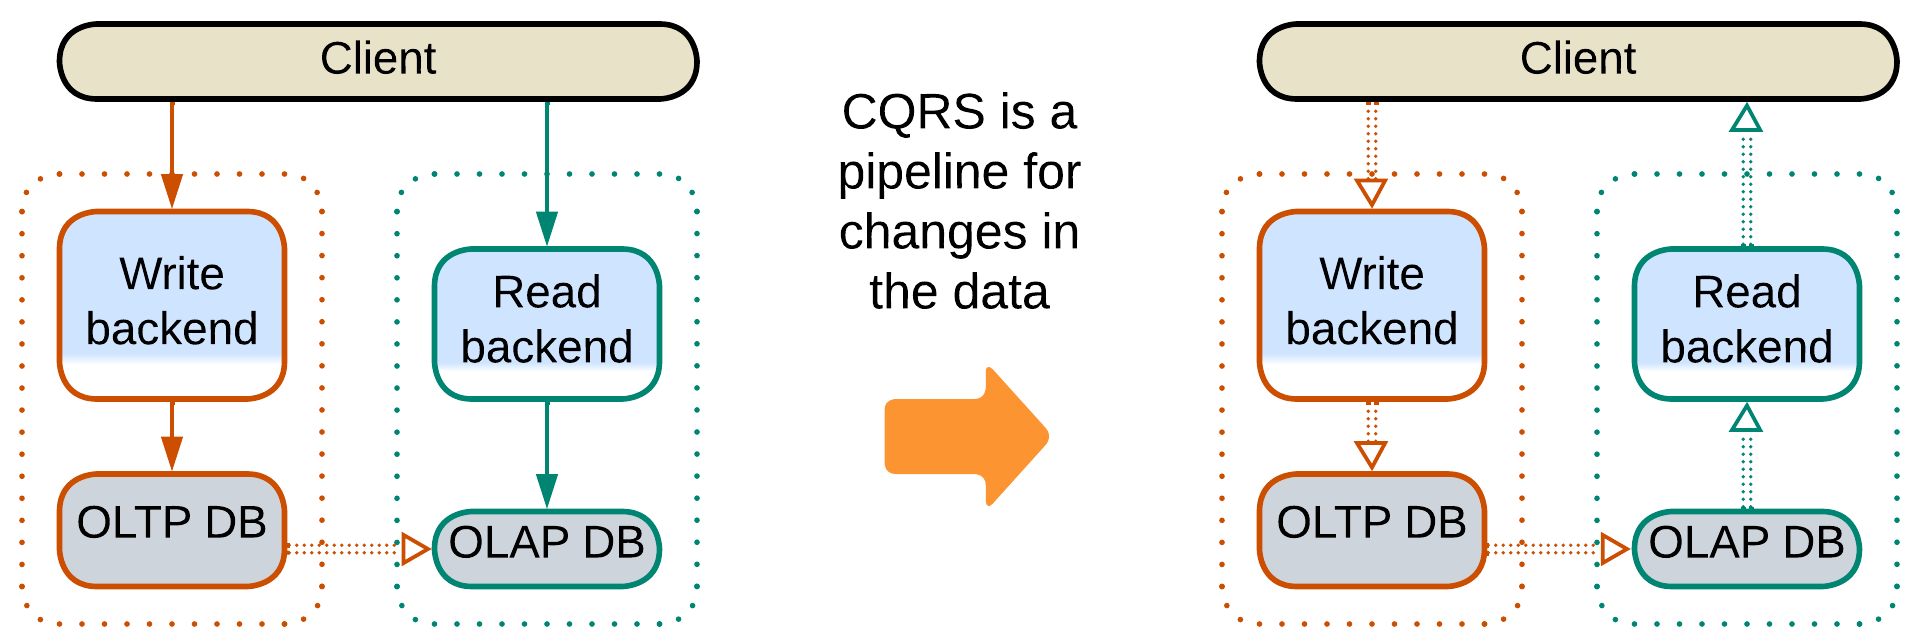 Client
Write
backend
OLTP DB
Read
backend
OLAP DB
CQRS is a
pipeline for
changes in
the data
Client
Write
backend
OLTP DB
Read
backend
OLAP DB